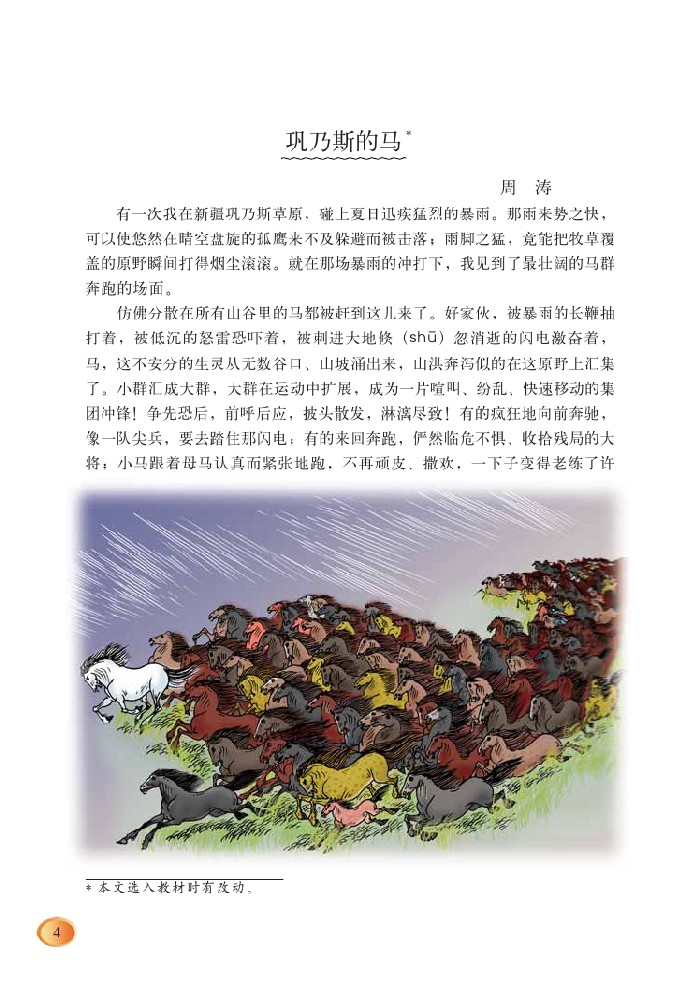 巩乃斯的马*
周 涛
有一次我在新疆巩乃斯草原，碰上夏日迅疾猛烈的暴雨。那雨来势之快，
可以使悠然在晴空盘旋的孤鹰来不及躲避而被击落；雨脚之猛，竟能把牧草覆
盖的原野瞬间打得烟尘滚滚。就在那场暴雨的冲打下，我见到了最壮阔的马群
奔跑的场面。
仿佛分散在所有山谷里的马都被赶到这儿来了。好家伙，被暴雨的长鞭抽
打着，被低沉的怒雷恐吓着，被刺进大地倏（shū）忽消逝的闪电激奋着，
马，这不安分的生灵从无数谷口、山坡涌出来，山洪奔泻似的在这原野上汇集
了。小群汇成大群，大群在运动中扩展，成为一片喧叫、纷乱、快速移动的集
团冲锋！争先恐后，前呼后应，披头散发，淋漓尽致！有的疯狂地向前奔驰，
像一队尖兵，要去踏住那闪电；有的来回奔跑，俨然临危不惧、收拾残局的大
将；小马跟着母马认真而紧张地跑，不再顽皮、撒欢，一下子变得老练了许
* 本文选入教材时有改动。
4